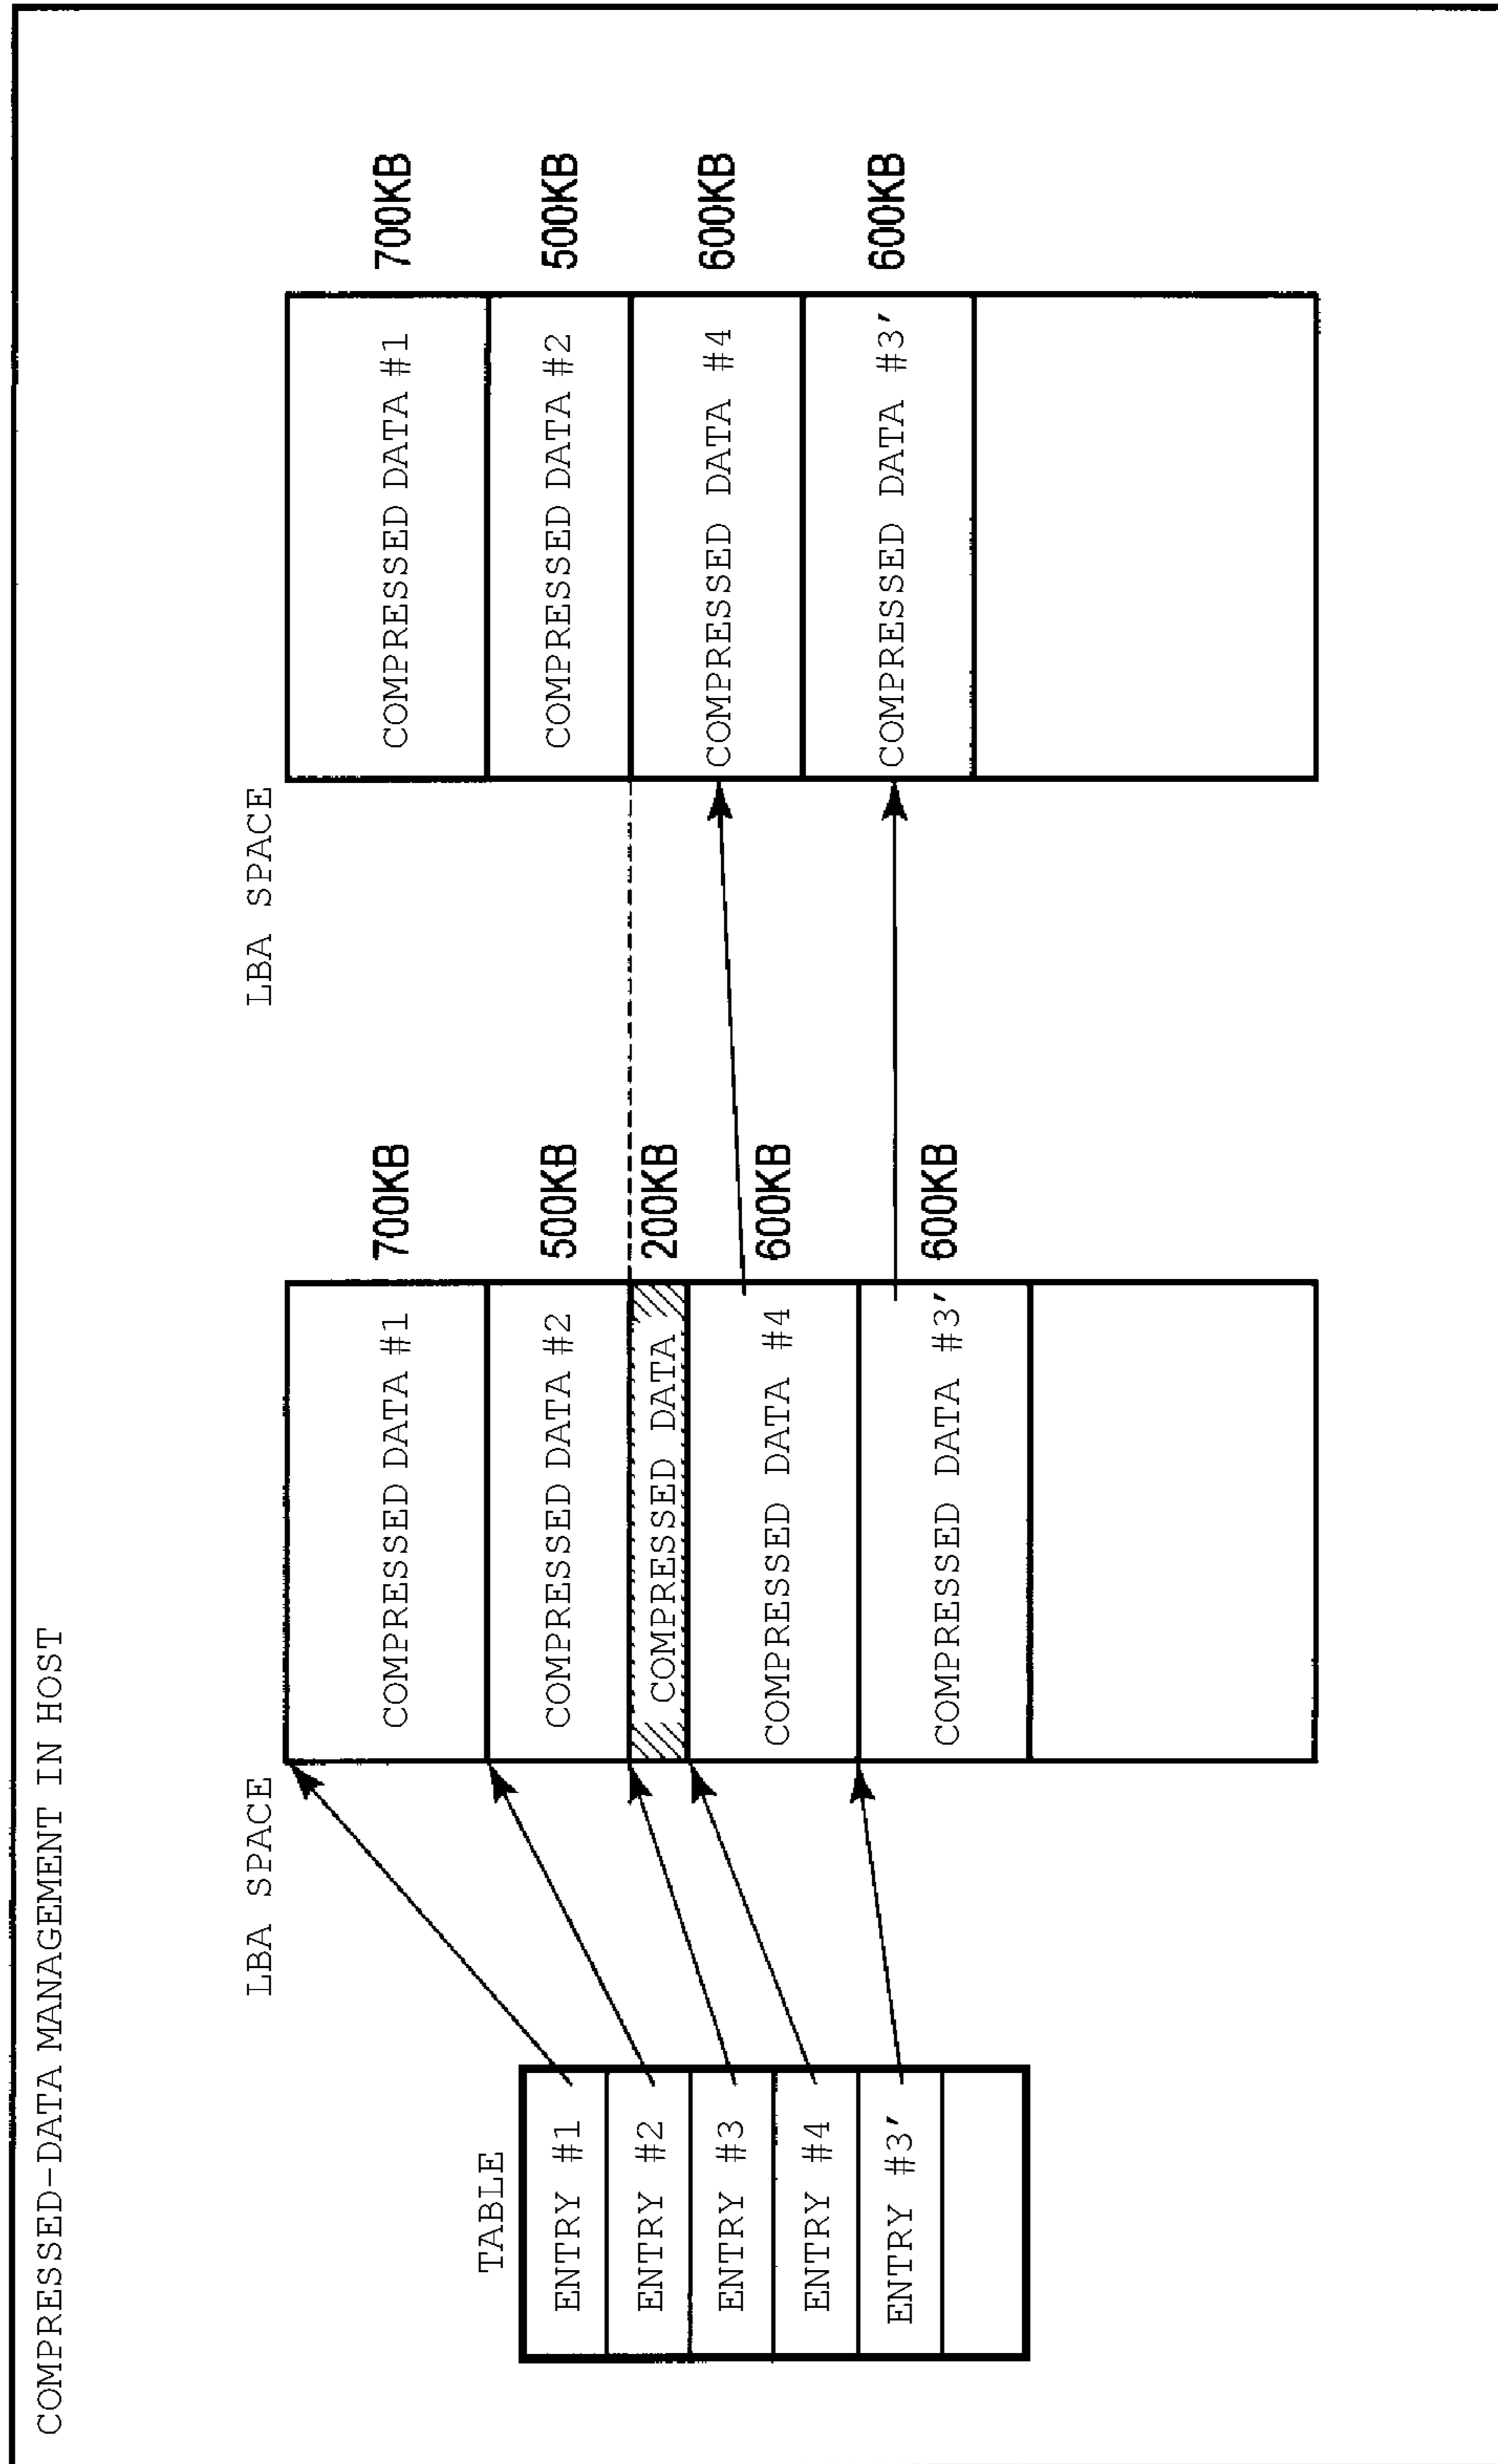 COMPRESSED-DATA MANAGEMENT IN HOST
TABLE
ENTRY #1
ENTRY #2
ENTRY #3
ENTRY #4
ENTRY #3′
LBA SPACE
COMPRESSED DATA #1
700KB
COMPRESSED DATA #2
500KB
COMPRESSED DATA
200KB
COMPRESSED DATA #4
600KB
COMPRESSED DATA #3′
600KB
LBA SPACE
COMPRESSED DATA #1
700KB
COMPRESSED DATA #2
500KB
COMPRESSED DATA #4
600KB
COMPRESSED DATA #3′
600KB